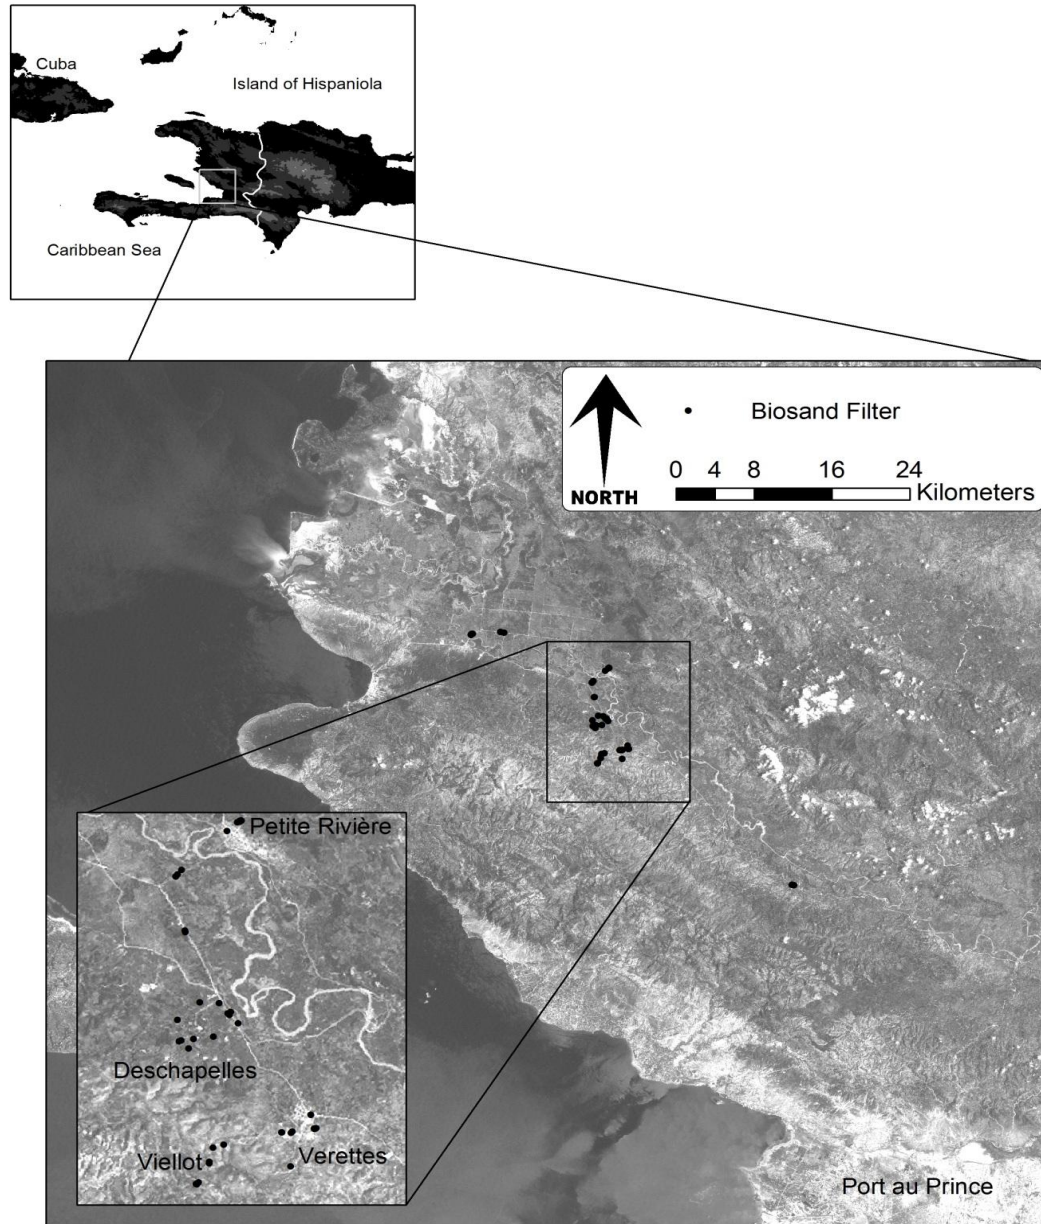 Cuba
Island of Hispaniola
Caribbean Sea
Biosand Filter
0 4 8 16 24
Kilometers
NORTH
Petite Rivière
Deschapelles
Viellot
Verettes
Port au Prince